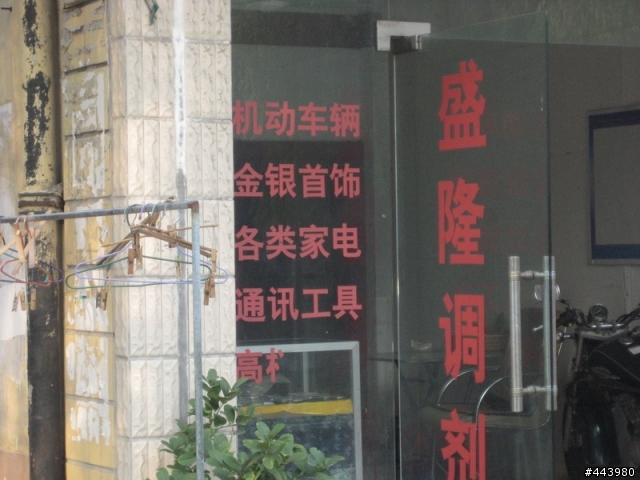 机动车辆
金银首饰
各类家电
通讯工具
高
盛隆调剂
#443980